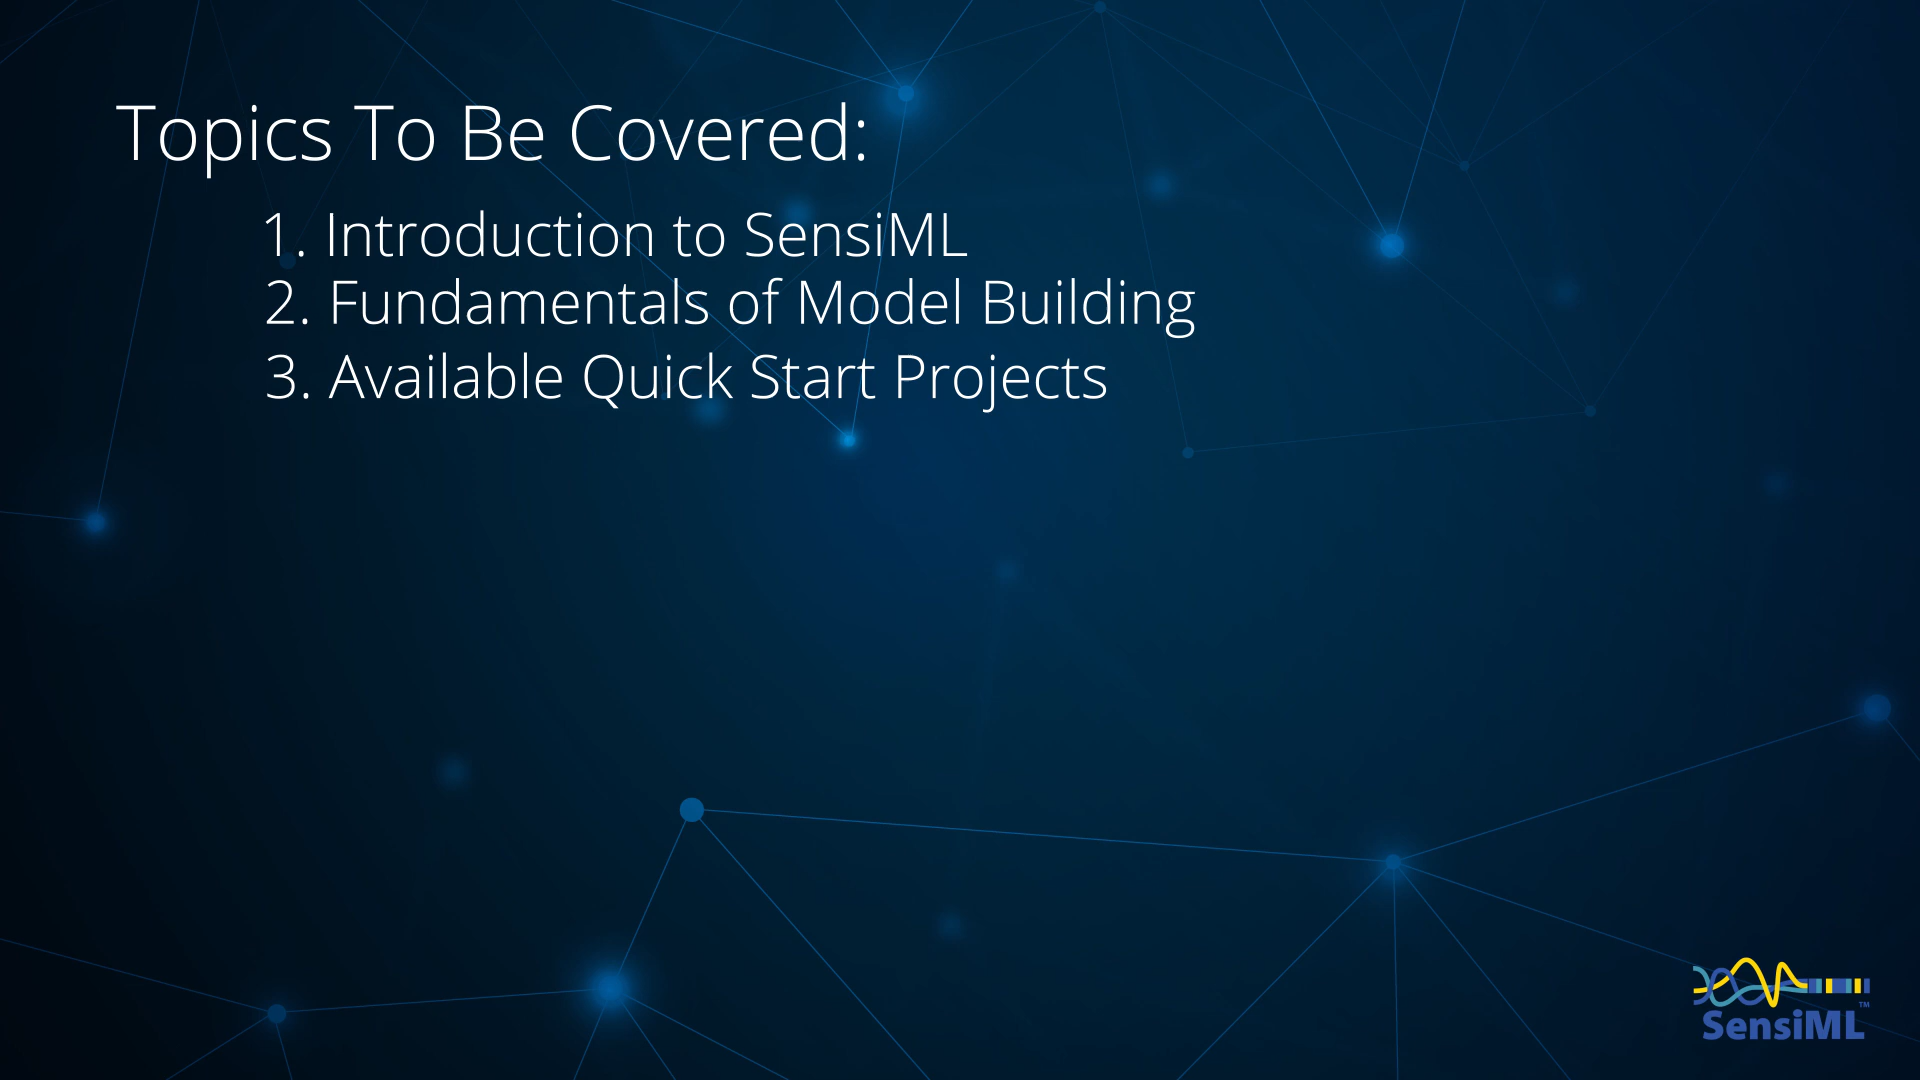 Topics To Be Covered:
1. Introduction to SensiML
2. Fundamentals of Model Building
3. Available Quick Start Projects
TM
SensiML